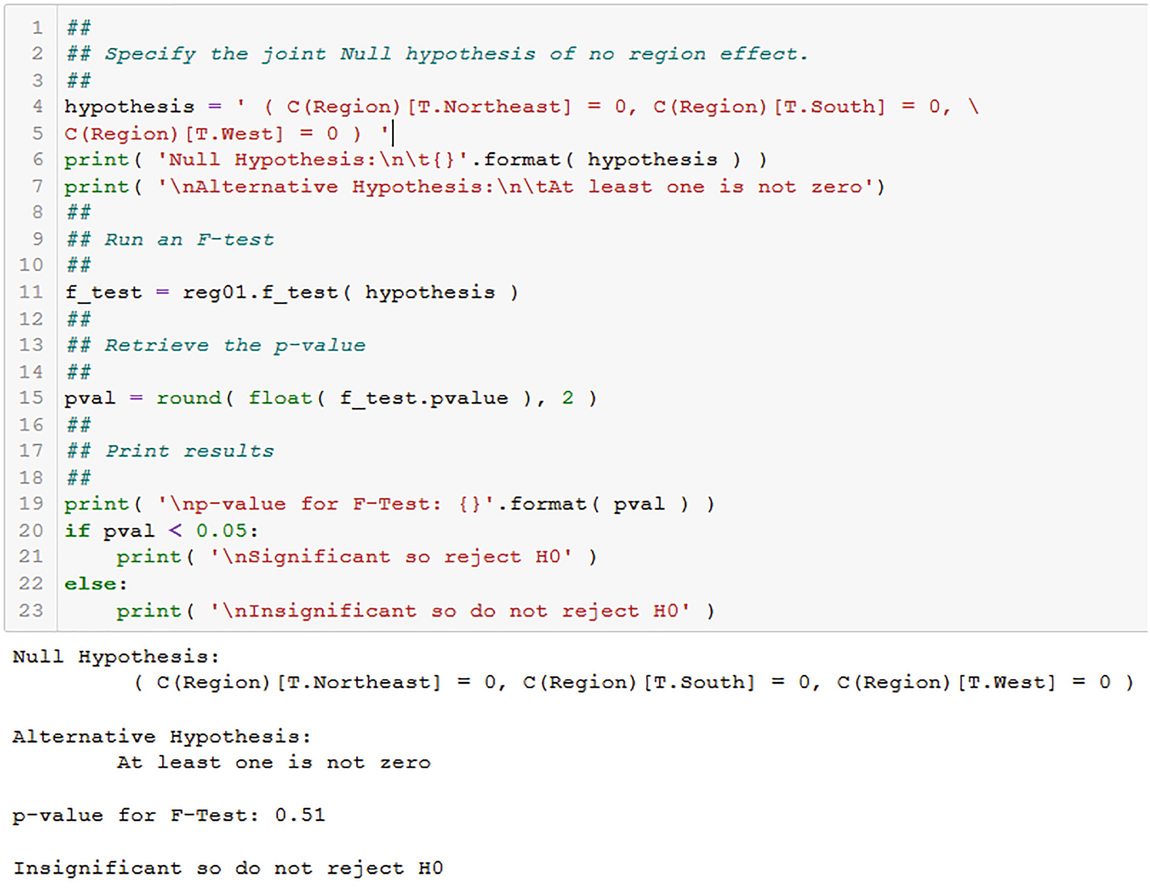 1 ##
2 ## Specify the joint Null hypothesis of no region effect.
3 ##
4 hypothesis = ' ( C(Region)[T.Northeast] = 0, C(Region)[T.South] = 0, \
5 C(Region)[T.West] = 0 ) '
6 print( 'Null Hypothesis:\n\t{}'.format( hypothesis ) )
7 print( '\nAlternative Hypothesis:\n\tAt least one is not zero')
8 ##
9 ## Run an F-test
10 ##
11 f_test = reg01.f_test( hypothesis )
12 ##
13 ## Retrieve the p-value
14 ##
15 pval = round( float( f_test.pvalue ), 2 )
16 ##
17 ## Print results
18 ##
19 print( '\np-value for F-Test: {}'.format( pval ) )
20 if pval < 0.05:
21     print( '\nSignificant so reject H0' )
22 else:
23     print( '\nInsignificant so do not reject H0' )
Null Hypothesis:
( C(Region)[T.Northeast] = 0, C(Region)[T.South] = 0, C(Region)[T.West] = 0 )
Alternative Hypothesis:
At least one is not zero
p-value for F-Test: 0.51
Insignificant so do not reject H0